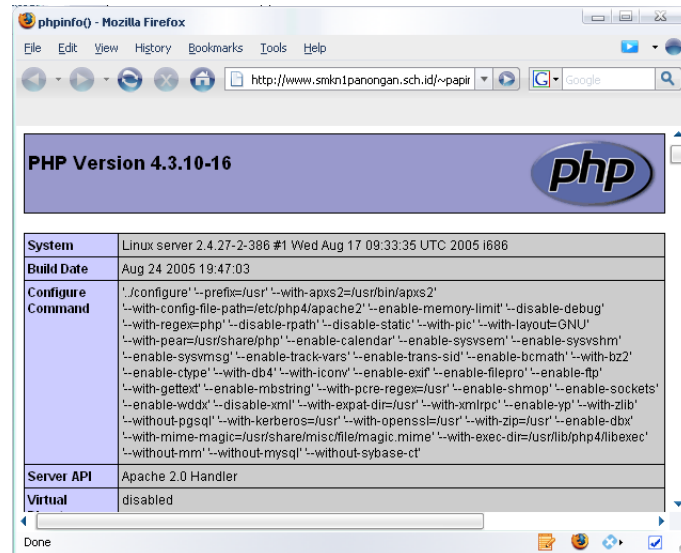 phpinfo() - Mozilla Firefox
File Edit View History Bookmarks Tools Help
http://www.smkn1panongan.sch.id/~papir G Google
PHP Version 4.3.10-16
php
System Linux server 2.4.27-2-386 #1 Wed Aug 17 09:33:35 UTC 2005 i686
Build Date Aug 24 2005 19:47:03
Configure Command '../configure' '--prefix=/usr' '--with-apxs2=/usr/bin/apxs2'
'--with-config-file-path=/etc/php4/apache2' '--enable-memory-limit' '--disable-debug'
'--with-regex=php' '--disable-rpath' '--disable-static' '--with-pic' '--with-layout=GNU'
'--with-pear=/usr/share/php' '--enable-calendar' '--enable-sysvsem' '--enable-sysvshm'
'--enable-sysvmsg' '--enable-track-vars' '--enable-trans-sid' '--enable-bcmath' '--with-bz2'
'--enable-ctype' '--with-db4' '--with-iconv' '--enable-exif' '--enable-filepro' '--enable-ftp'
'--with-gettext' '--enable-mbstring' '--with-pcre-regex=/usr' '--enable-shmop' '--enable-sockets'
'--enable-wddx' '--disable-xml' '--with-expat-dir=/usr' '--with-xmlrpc' '--enable-yp' '--with-zlib'
'--without-pgsql' '--with-kerberos=/usr' '--with-openssl=/usr' '--with-zip=/usr' '--enable-dbx'
'--with-mime-magic=/usr/share/misc/file/magic.mime' '--with-exec-dir=/usr/lib/php4/libexec'
'--without-mm' '--without-mysql' '--without-sybase-ct'
Server API Apache 2.0 Handler
Virtual disabled
Done